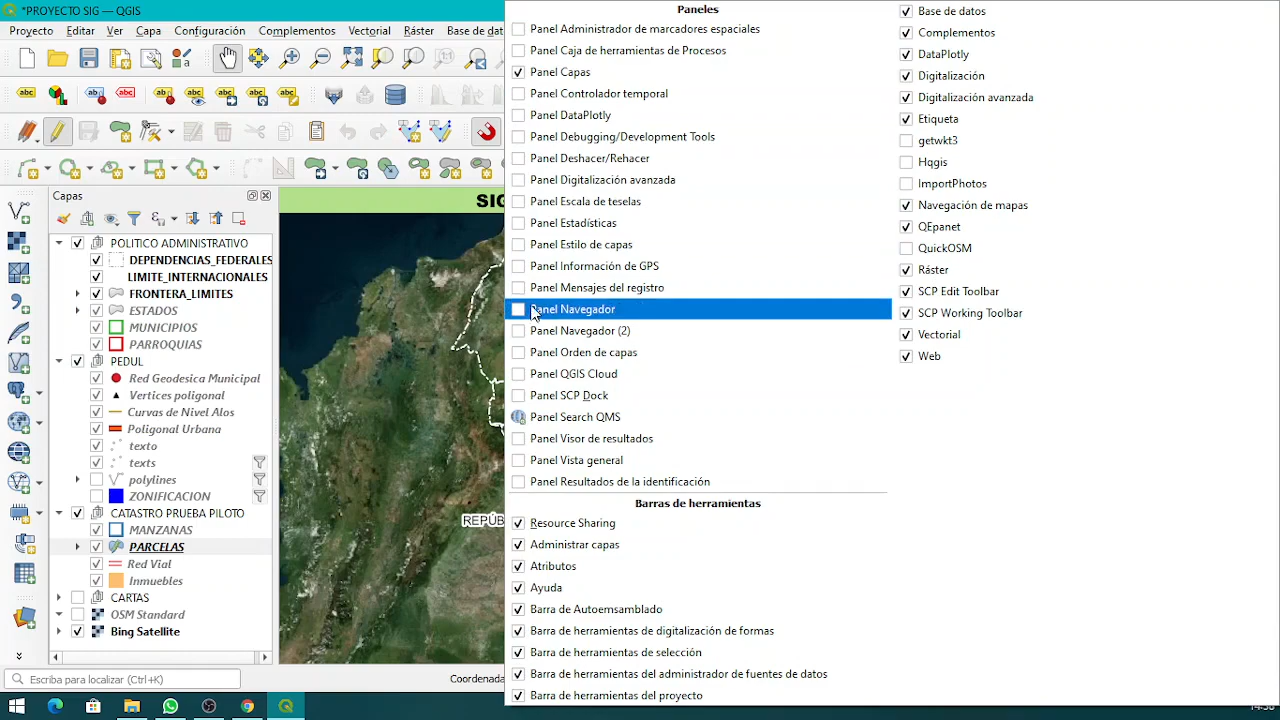 *PROYECTO SIG — QGIS
Proyecto Editar Ver Capa Configuración Complementos Vectorial Ráster Base de dat
Capas
POLITICO ADMINISTRATIVO
DEPENDENCIAS_FEDERALES
LIMITE_INTERNACIONALES
FRONTERA_LIMITES
ESTADOS
MUNICIPIOS
PARROQUIAS
PEDUL
Red Geodesica Municipal
Vertices poligonal
Curvas de Nivel Alos
Poligonal Urbana
texto
texts
polylines
ZONIFICACION
CATASTRO PRUEBA PILOTO
MANZANAS
PARCELAS
Red Vial
Inmuebles
CARTAS
OSM Standard
Bing Satellite
SIG
REPÚB
Escriba para localizar (Ctrl+K)
Coordenada
Paneles
Panel Administrador de marcadores espaciales
Panel Caja de herramientas de Procesos
Panel Capas
Panel Controlador temporal
Panel DataPlotly
Panel Debugging/Development Tools
Panel Deshacer/Rehacer
Panel Digitalización avanzada
Panel Escala de teselas
Panel Estadísticas
Panel Estilo de capas
Panel Información de GPS
Panel Mensajes del registro
Panel Navegador
Panel Navegador (2)
Panel Orden de capas
Panel QGIS Cloud
Panel SCP Dock
Panel Search QMS
Panel Visor de resultados
Panel Vista general
Panel Resultados de la identificación
Barras de herramientas
Resource Sharing
Administrar capas
Atributos
Ayuda
Barra de Autoemsamblado
Barra de herramientas de digitalización de formas
Barra de herramientas de selección
Barra de herramientas del administrador de fuentes de datos
Barra de herramientas del proyecto
Base de datos
Complementos
DataPlotly
Digitalización
Digitalización avanzada
Etiqueta
getwkt3
Hqgis
ImportPhotos
Navegación de mapas
QEpanet
QuickOSM
Ráster
SCP Edit Toolbar
SCP Working Toolbar
Vectorial
Web